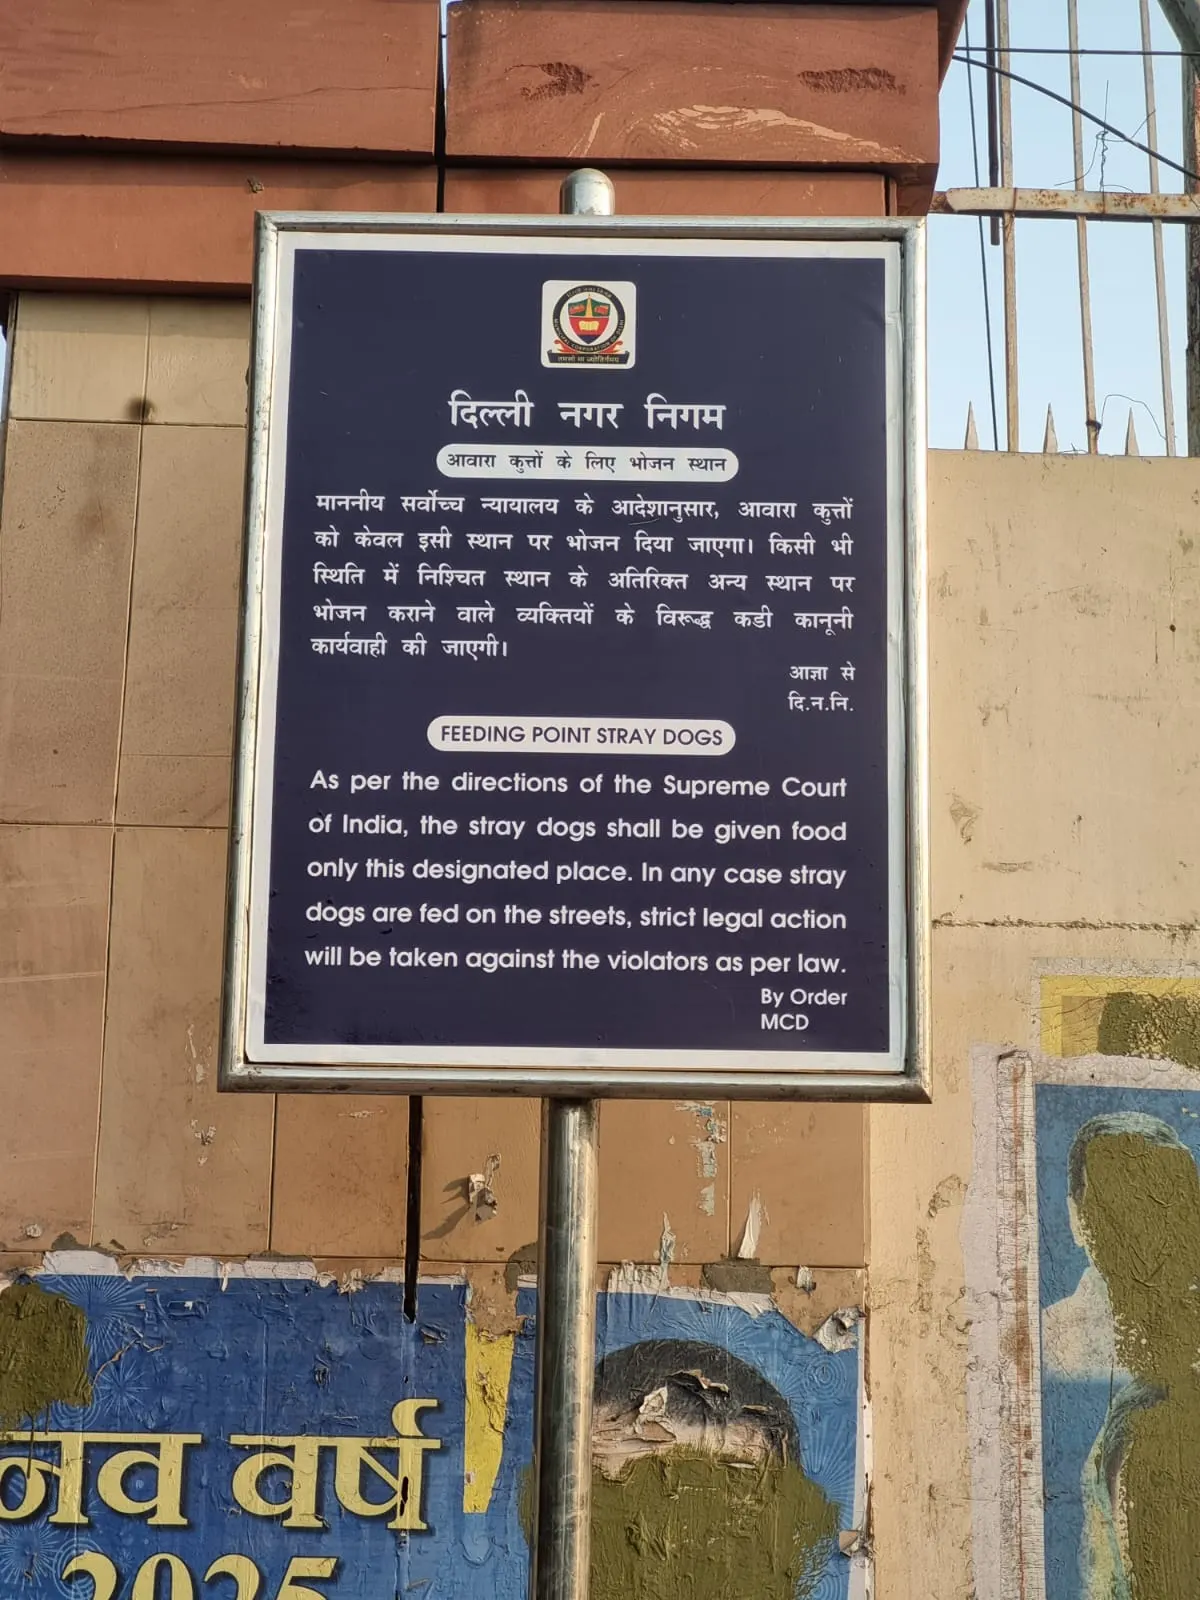 दिल्ली नगर निगम
आवारा कुत्तों के लिए भोजन स्थान
माननीय सर्वोच्च न्यायालय के आदेशानुसार, आवारा कुत्तों
को केवल इसी स्थान पर भोजन दिया जाएगा। किसी भी
स्थिति में निश्चित स्थान के अतिरिक्त अन्य स्थान पर
भोजन कराने वाले व्यक्तियों के विरूद्ध कडी कानूनी
कार्यवाही की जाएगी।
आज्ञा से
दि.न.नि.
FEEDING POINT STRAY DOGS
As per the directions of the Supreme Court
of India, the stray dogs shall be given food
only this designated place. In any case stray
dogs are fed on the streets, strict legal action
will be taken against the violators as per law.
By Order
MCD
नव वर्ष
2025